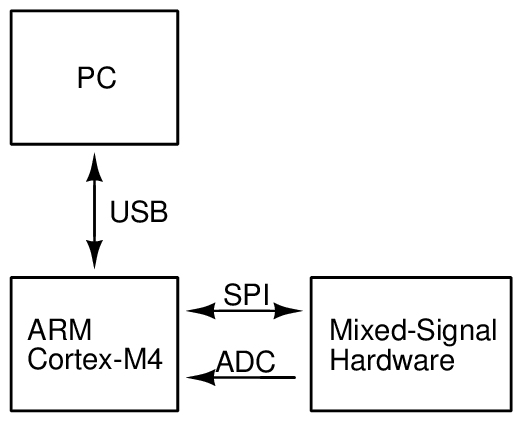 PC
USB
ARM
Cortex-M4
SPI
ADC
Mixed-Signal
Hardware